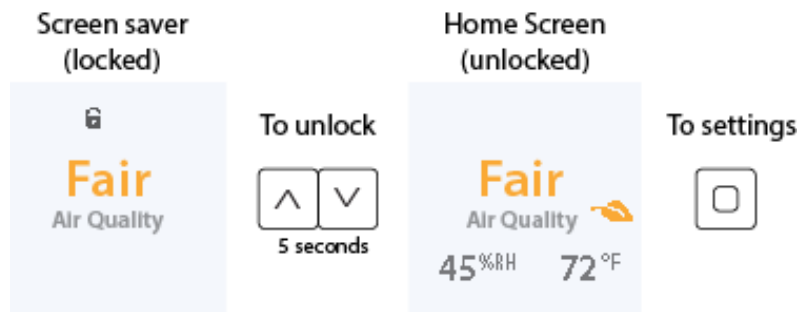 Screen saver
(locked)
Home Screen
(unlocked)
Fair
Air Quality
To unlock
5 seconds
Fair
Air Quality
45%RH
72°F
To settings